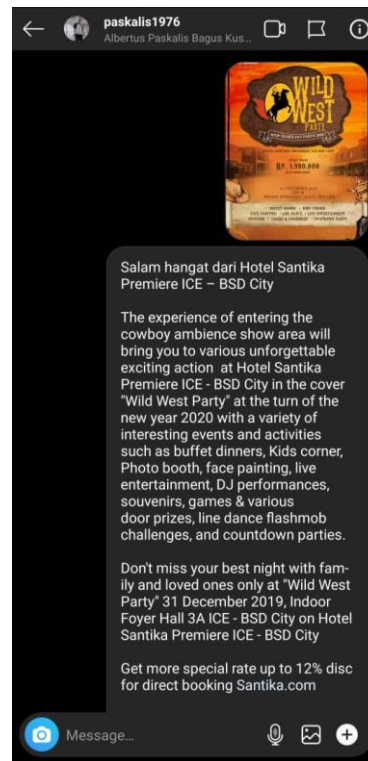 paskalis1976
Albertus Paskalis Bagus Kus...
WILD
WEST
PARTY
RP. 1.990.000
Salam hangat dari Hotel Santika
Premiere ICE – BSD City
The experience of entering the
cowboy ambience show area will
bring you to various unforgettable
exciting action at Hotel Santika
Premiere ICE - BSD City in the cover
"Wild West Party" at the turn of the
new year 2020 with a variety of
interesting events and activities
such as buffet dinners, Kids corner,
Photo booth, face painting, live
entertainment, DJ performances,
souvenirs, games & various
door prizes, line dance flashmob
challenges, and countdown parties.
Don't miss your best night with fam-
ily and loved ones only at "Wild West
Party" 31 December 2019, Indoor
Foyer Hall 3A ICE - BSD City on Hotel
Santika Premiere ICE - BSD City
Get more special rate up to 12% disc
for direct booking Santika.com
Message...